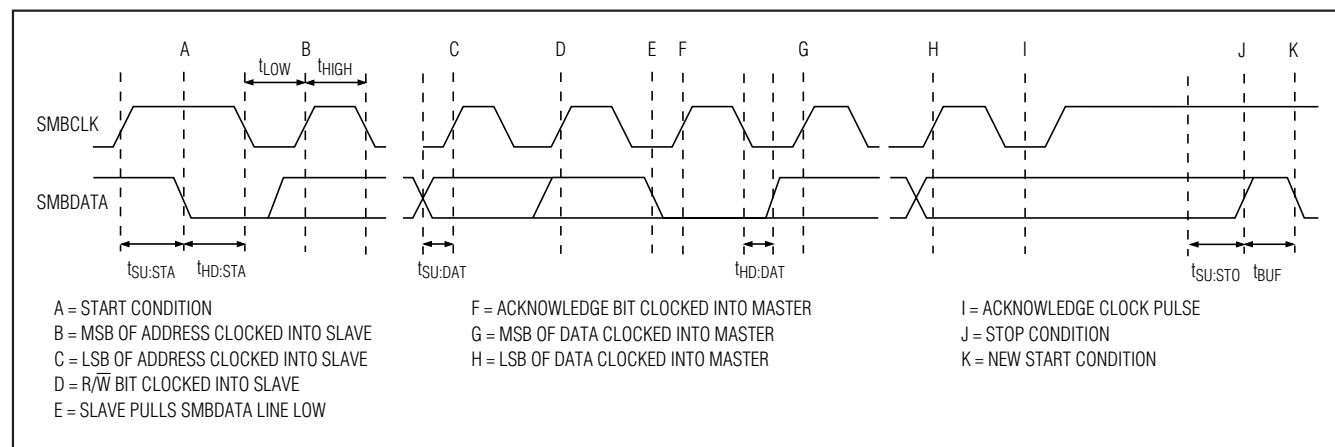 A B C D E F G H I J K
tLOW tHIGH
SMBCLK
SMBDATA
tSU:STA tHD:STA tSU:DAT tHD:DAT tSU:STO tBUF
A = START CONDITION
B = MSB OF ADDRESS CLOCKED INTO SLAVE
C = LSB OF ADDRESS CLOCKED INTO SLAVE
D = R/W̅ BIT CLOCKED INTO SLAVE
E = SLAVE PULLS SMBDATA LINE LOW
F = ACKNOWLEDGE BIT CLOCKED INTO MASTER
G = MSB OF DATA CLOCKED INTO MASTER
H = LSB OF DATA CLOCKED INTO MASTER
I = ACKNOWLEDGE CLOCK PULSE
J = STOP CONDITION
K = NEW START CONDITION